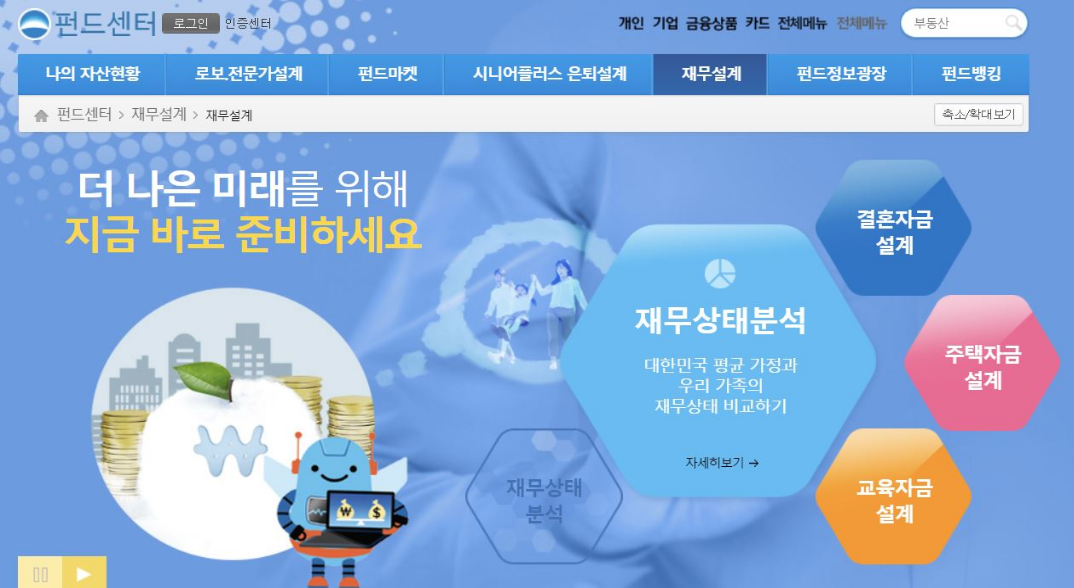 펀드센터 로그인 인증센터
개인 기업 금융상품 카드 전체메뉴 전체메뉴 부동산
나의 자산현황 로보.전문가설계 펀드마켓 시니어플러스 은퇴설계 재무설계 펀드정보광장 펀드뱅킹
펀드센터 > 재무설계 > 재무설계 축소/확대보기
더 나은 미래를 위해
지금 바로 준비하세요
결혼자금
설계
재무상태분석
대한민국 평균 가정과
우리 가족의
재무상태 비교하기
자세히보기 →
주택자금
설계
재무상태
분석
교육자금
설계
₩
₩ $